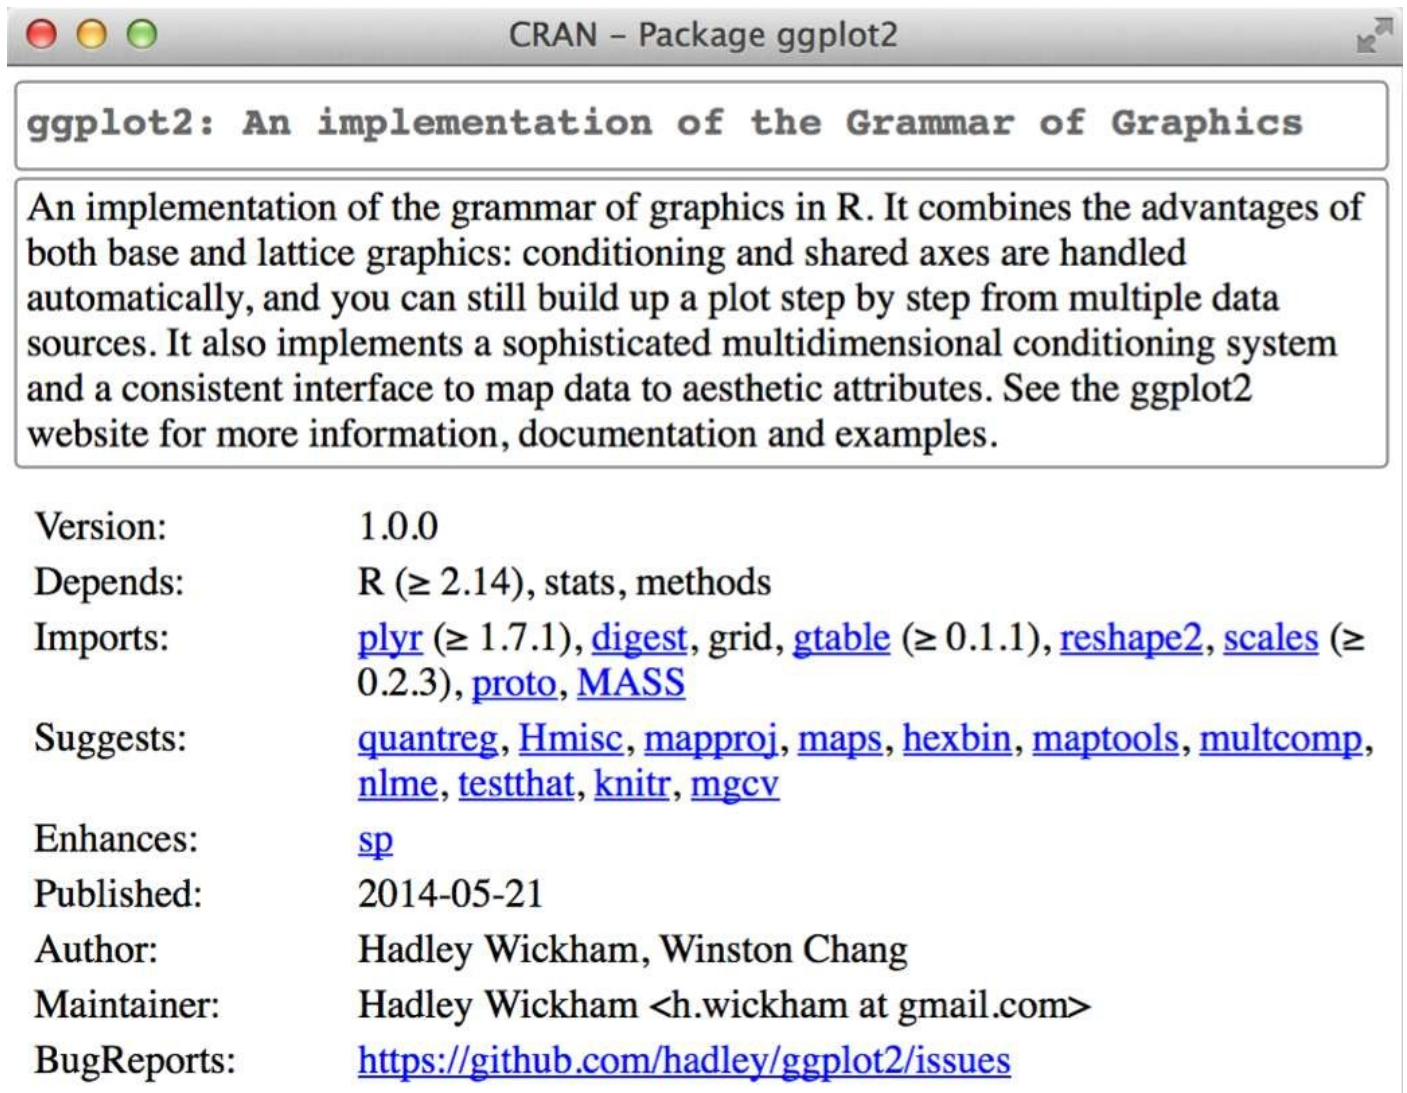 CRAN – Package ggplot2
ggplot2: An implementation of the Grammar of Graphics
An implementation of the grammar of graphics in R. It combines the advantages of
both base and lattice graphics: conditioning and shared axes are handled
automatically, and you can still build up a plot step by step from multiple data
sources. It also implements a sophisticated multidimensional conditioning system
and a consistent interface to map data to aesthetic attributes. See the ggplot2
website for more information, documentation and examples.
Version: 1.0.0
Depends: R (≥ 2.14), stats, methods
Imports: plyr (≥ 1.7.1), digest, grid, gtable (≥ 0.1.1), reshape2, scales (≥
0.2.3), proto, MASS
Suggests: quantreg, Hmisc, mapproj, maps, hexbin, maptools, multcomp,
nlme, testthat, knitr, mgcv
Enhances: sp
Published: 2014-05-21
Author: Hadley Wickham, Winston Chang
Maintainer: Hadley Wickham <h.wickham at gmail.com>
BugReports: https://github.com/hadley/ggplot2/issues